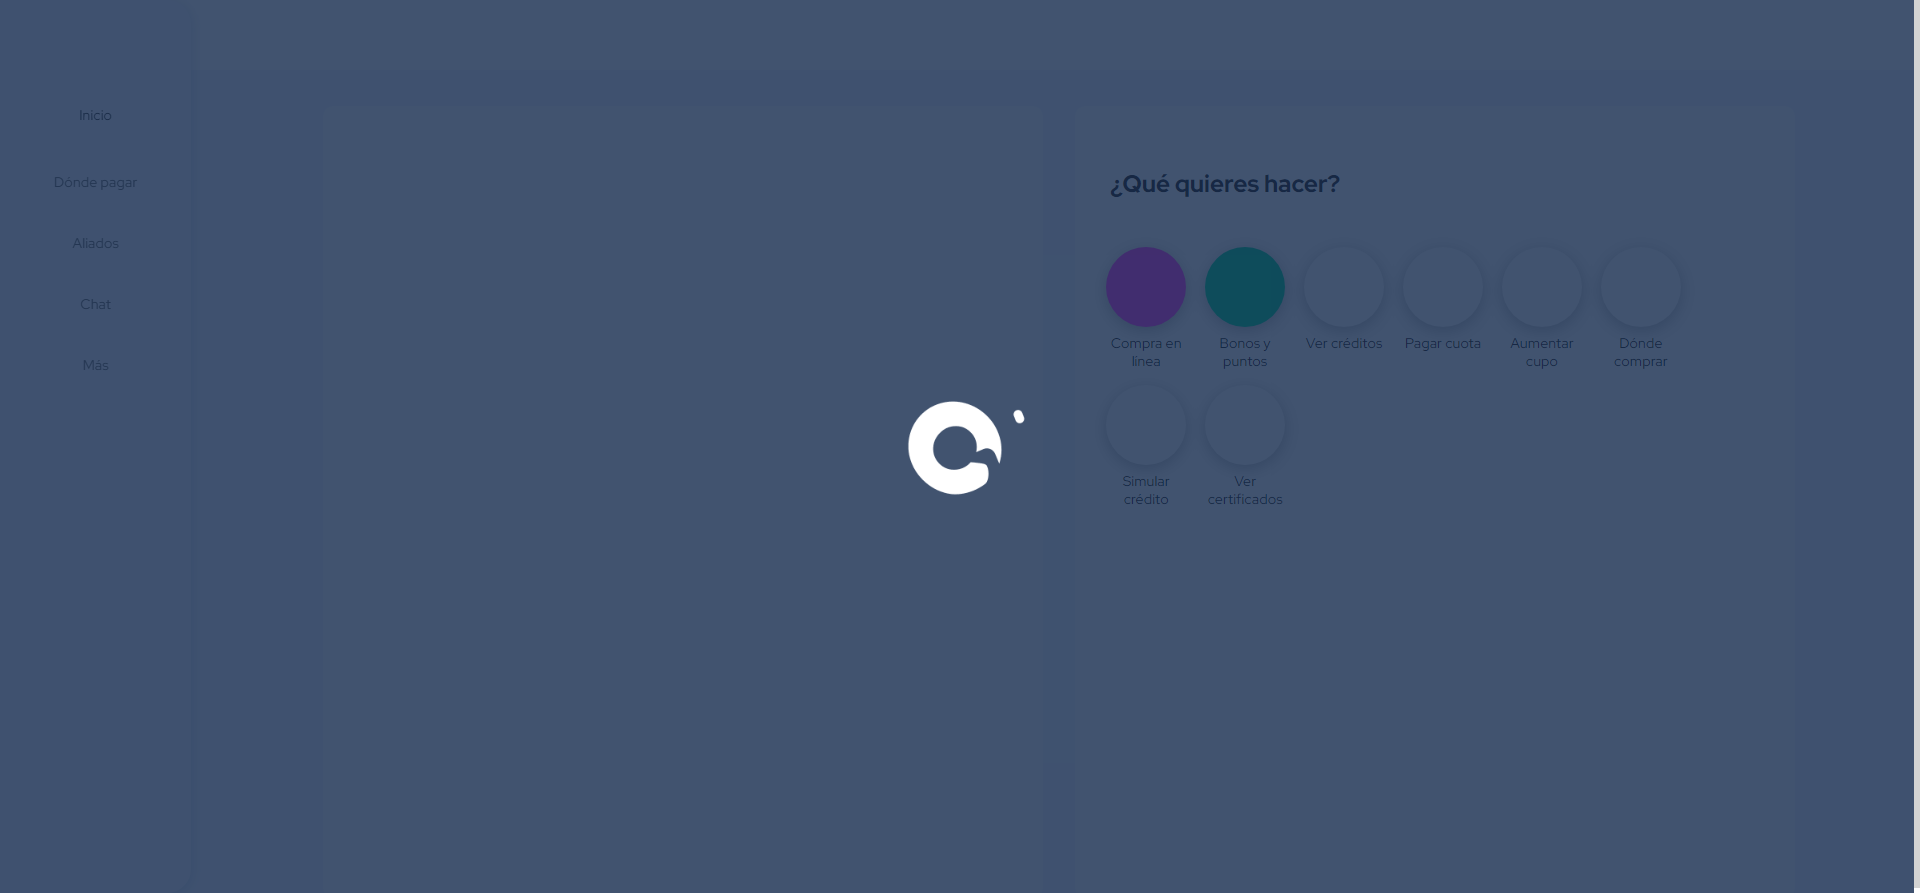 Inicio
Dónde pagar
Aliados
Chat
Más
¿Qué quieres hacer?
Compra en
línea
Bonos y
puntos
Ver créditos
Pagar cuota
Aumentar
cupo
Dónde
comprar
Simular
crédito
Ver
certificados